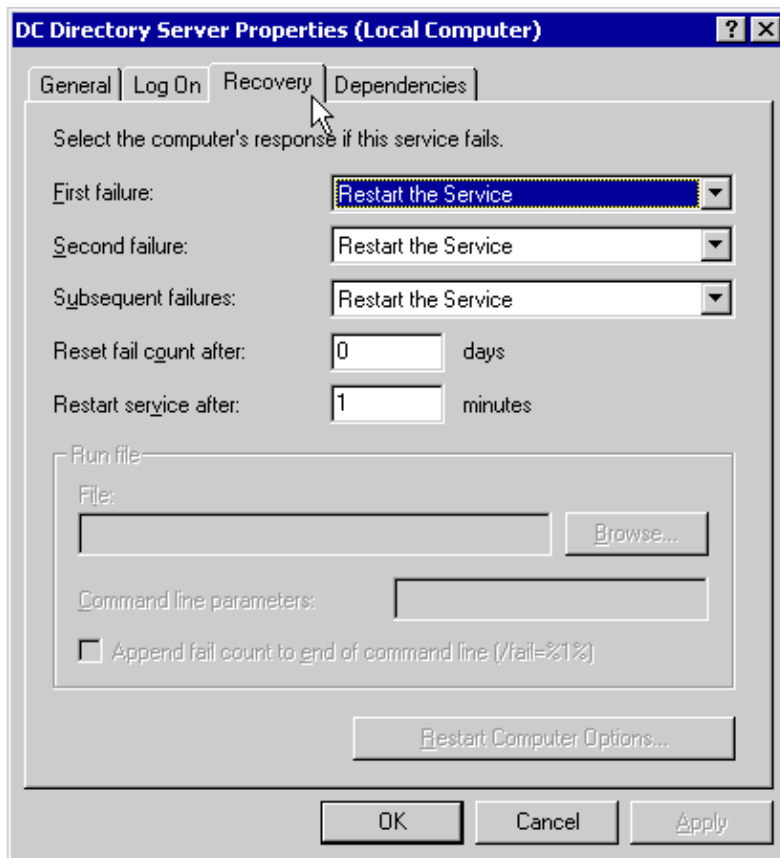 DC Directory Server Properties (Local Computer)
General Log On Recovery Dependencies
Select the computer's response if this service fails.
First failure: Restart the Service
Second failure: Restart the Service
Subsequent failures: Restart the Service
Reset fail count after: 0 days
Restart service after: 1 minutes
Run file
File:
Browse...
Command line parameters:
Append fail count to end of command line (/fail=%1%)
Restart Computer Options...
OK Cancel Apply